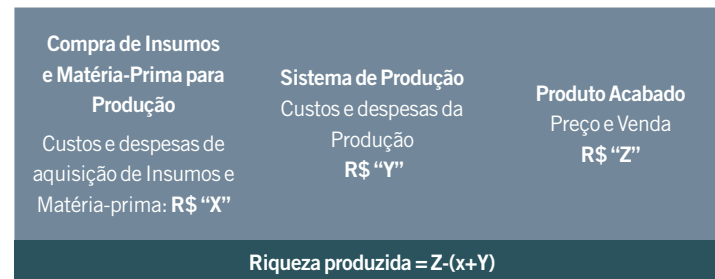 Compra de Insumos
e Matéria-Prima para
Produção
Custos e despesas de
aquisição de Insumos e
Matéria-prima: R$ “X”
Sistema de Produção
Custos e despesas da
Produção
R$ “Y”
Produto Acabado
Preço e Venda
R$ “Z”
Riqueza produzida = Z-(x+Y)